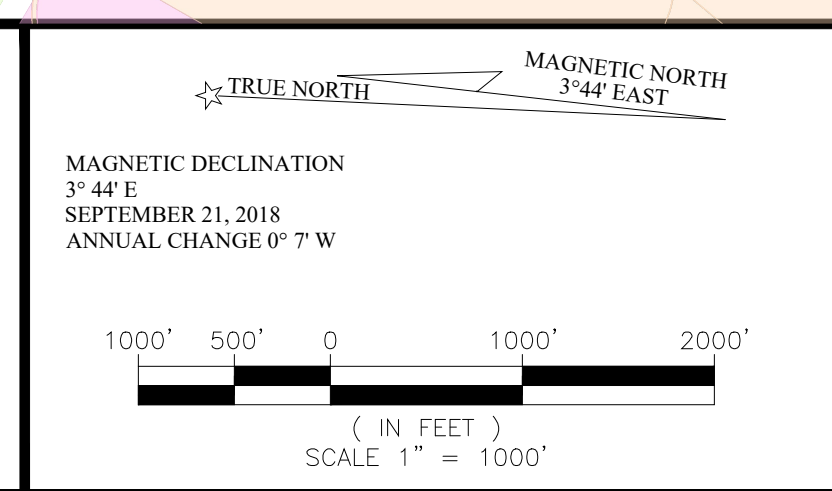 TRUE NORTH
MAGNETIC NORTH
3°44' EAST
MAGNETIC DECLINATION
3° 44' E
SEPTEMBER 21, 2018
ANNUAL CHANGE 0° 7' W
1000' 500' 0 1000' 2000'
( IN FEET )
SCALE 1" = 1000'